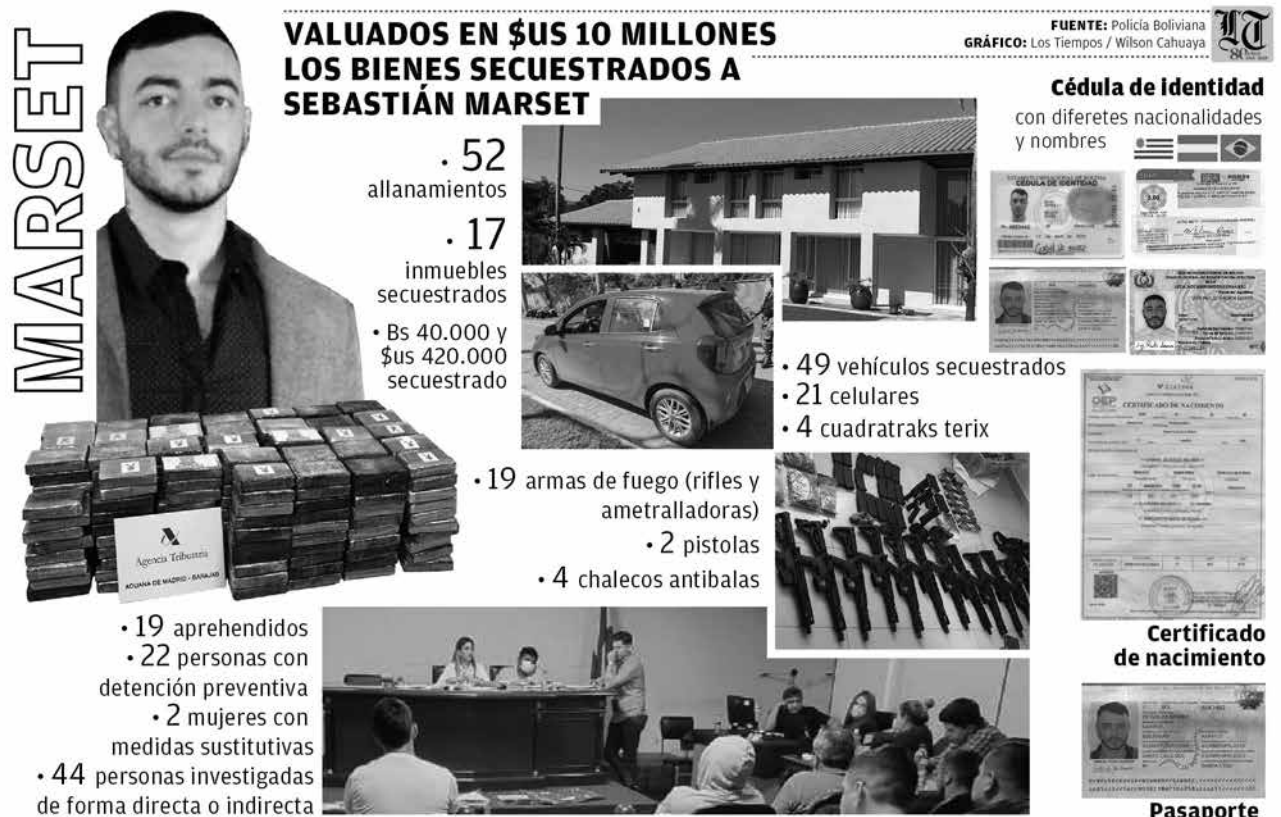 MARSET
VALUADOS EN $US 10 MILLONES
LOS BIENES SECUESTRADOS A
SEBASTIÁN MARSET
FUENTE: Policía Boliviana
GRÁFICO: Los Tiempos / Wilson Cahuaya
LT
80
· 52
allanamientos
· 17
inmuebles
secuestrados
• Bs 40.000 y
$us 420.000
secuestrado
Cédula de identidad
con diferetes nacionalidades
y nombres
CÉDULA DE IDENTIDAD
• 49 vehículos secuestrados
• 21 celulares
• 4 cuadratraks terix
• 19 armas de fuego (rifles y
ametralladoras)
• 2 pistolas
• 4 chalecos antibalas
Agencia Tributaria
ADUANA DE MADRID - BARAJAS
• 19 aprehendidos
• 22 personas con
detención preventiva
• 2 mujeres con
medidas sustitutivas
• 44 personas investigadas
de forma directa o indirecta
OEP
CERTIFICADO DE NACIMIENTO
Certificado
de nacimiento
Pasaporte